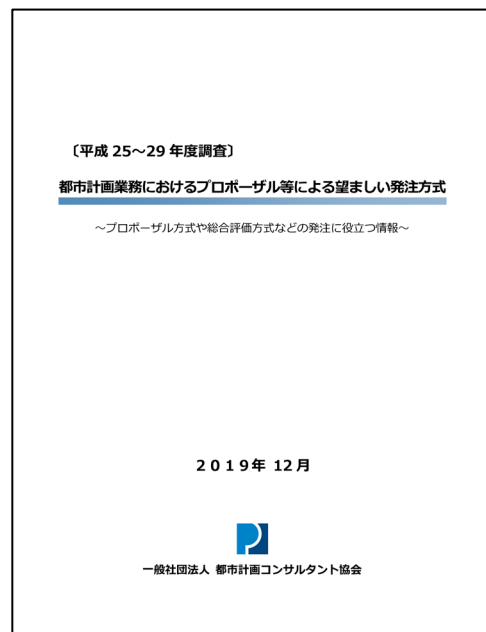 〔平成 25～29 年度調査〕
都市計画業務におけるプロポーザル等による望ましい発注方式
～プロポーザル方式や総合評価方式などの発注に役立つ情報～
２０１９年 12 月
一般社団法人 都市計画コンサルタント協会